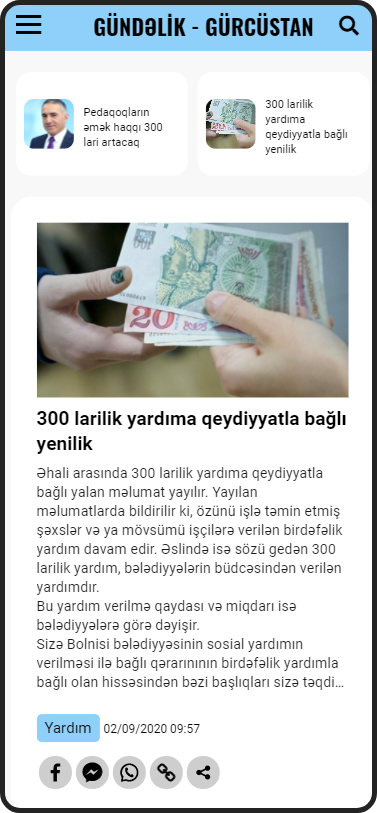 GÜNDƏLİK - GÜRCÜSTAN
Pedaqoqların
əmək haqqı 300
lari artacaq
300 larilik
yardıma
qeydiyyatla bağlı
yenilik
20
300 larilik yardıma qeydiyyatla bağlı
yenilik
Əhali arasında 300 larilik yardıma qeydiyyatla
bağlı yalan məlumat yayılır. Yayılan
məlumatlarda bildirilir ki, özünü işlə təmin etmiş
şəxslər və ya mövsümü işçilərə verilən birdəfəlik
yardım davam edir. Əslində isə sözü gedən 300
larilik yardım, bələdiyyələrin büdcəsindən verilən
yardımdır.
Bu yardım verilmə qaydası və miqdarı isə
bələdiyyələrə görə dəyişir.
Sizə Bolnisi bələdiyyəsinin sosial yardımın
verilməsi ilə bağlı qərarınının birdəfəlik yardımla
bağlı olan hissəsindən bəzi başlıqları sizə təqdi...
Yardım 02/09/2020 09:57